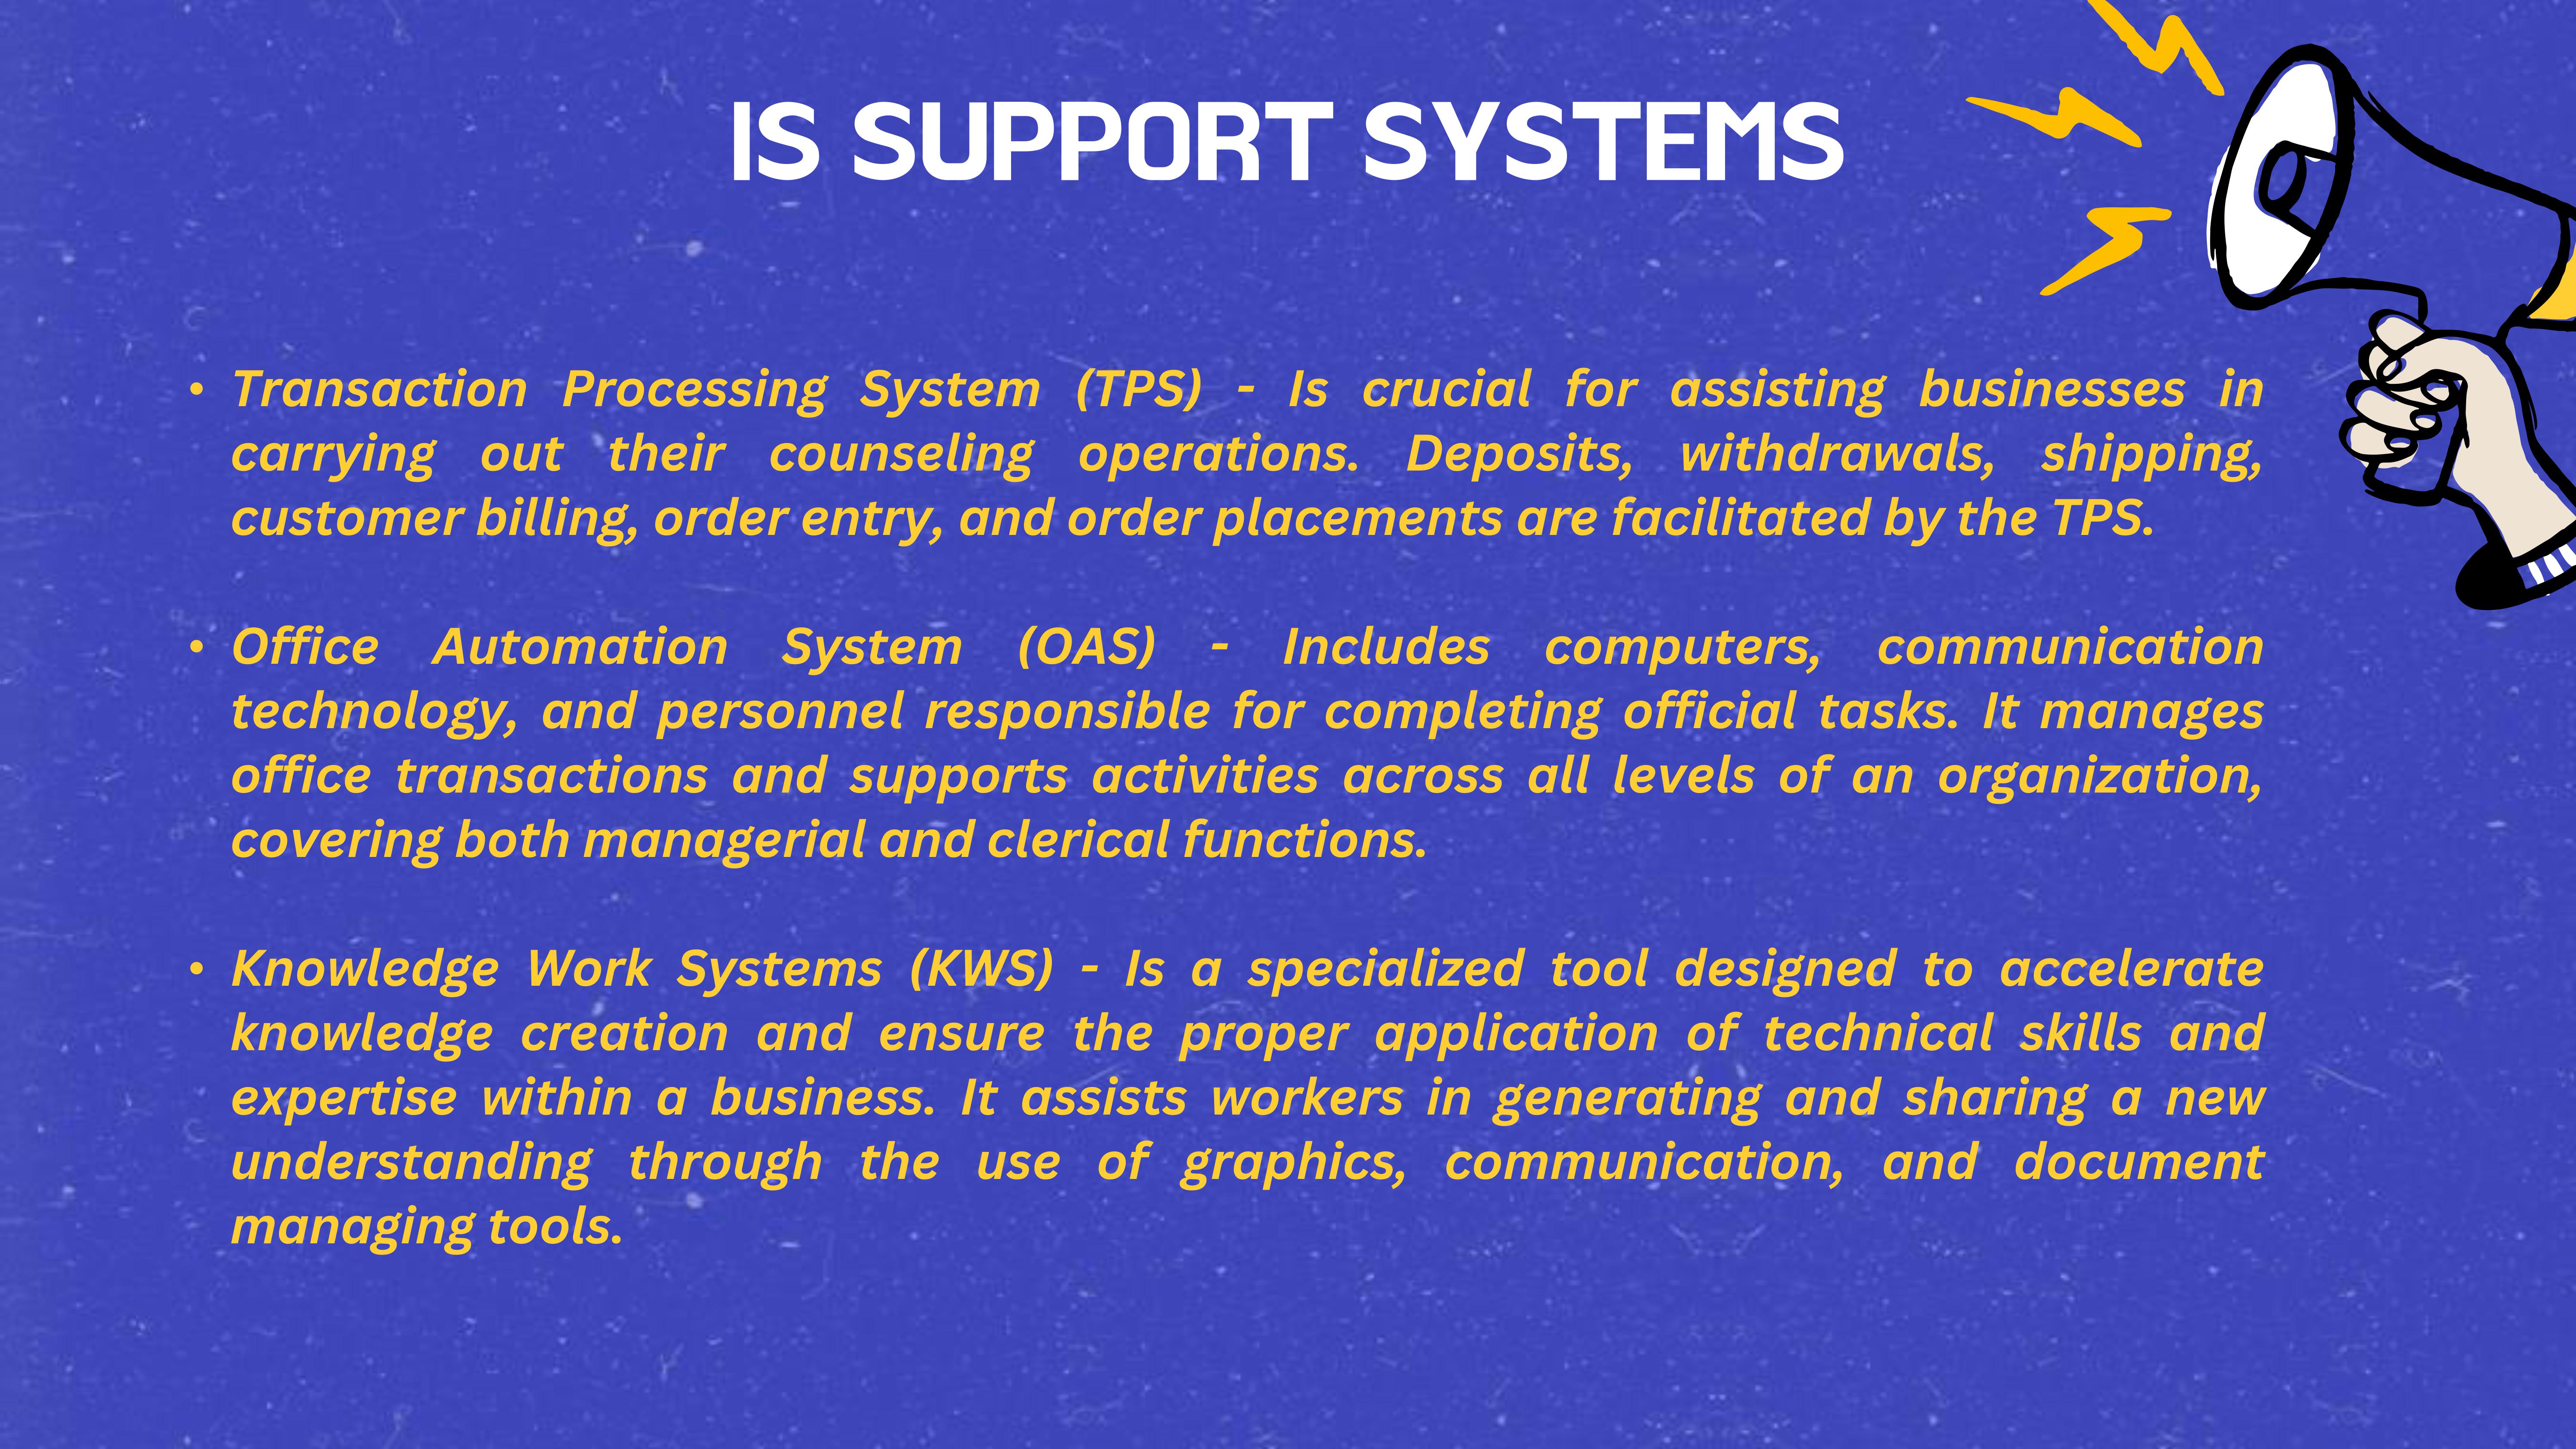 IS SUPPORT SYSTEMS
• Transaction Processing System (TPS) - Is crucial for assisting businesses in
carrying out their counseling operations. Deposits, withdrawals, shipping,
customer billing, order entry, and order placements are facilitated by the TPS.
• Office Automation System (OAS) - Includes computers, communication
technology, and personnel responsible for completing official tasks. It manages
office transactions and supports activities across all levels of an organization,
covering both managerial and clerical functions.
• Knowledge Work Systems (KWS) - Is a specialized tool designed to accelerate
knowledge creation and ensure the proper application of technical skills and
expertise within a business. It assists workers in generating and sharing a new
understanding through the use of graphics, communication, and document
managing tools.